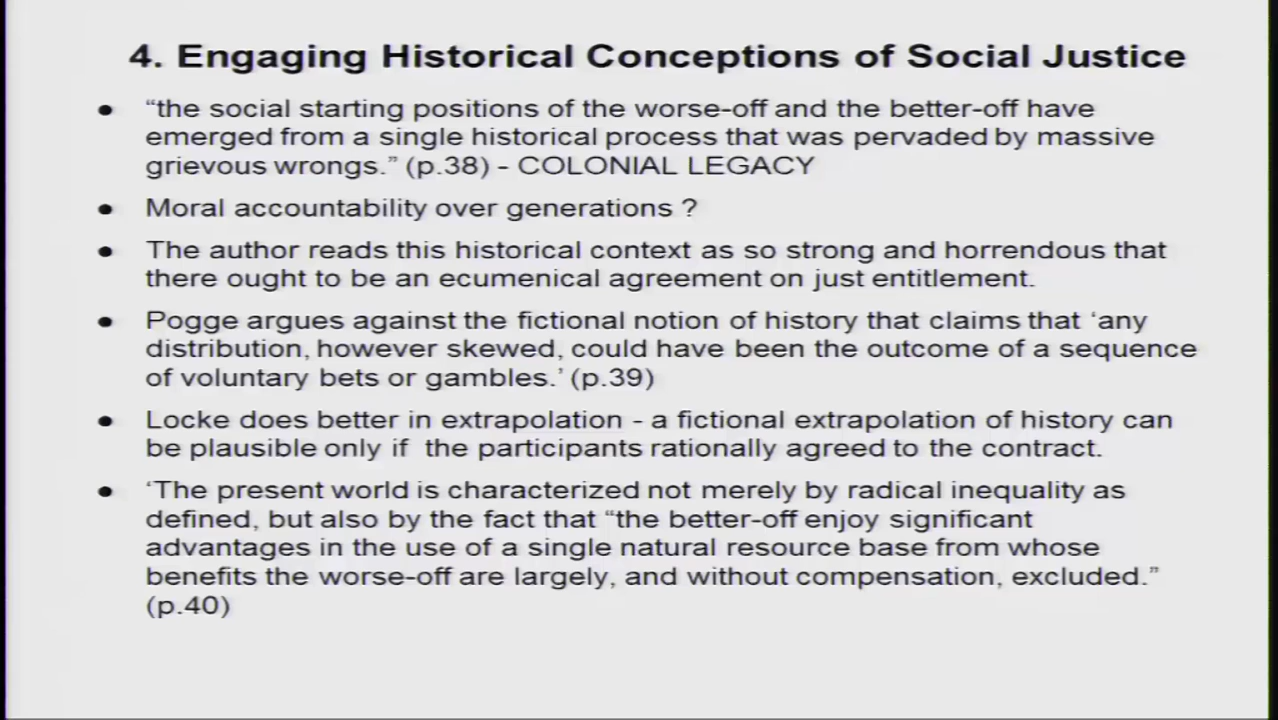 4. Engaging Historical Conceptions of Social Justice
● “the social starting positions of the worse-off and the better-off have
emerged from a single historical process that was pervaded by massive
grievous wrongs.” (p.38) - COLONIAL LEGACY
● Moral accountability over generations ?
● The author reads this historical context as so strong and horrendous that
there ought to be an ecumenical agreement on just entitlement.
● Pogge argues against the fictional notion of history that claims that ‘any
distribution, however skewed, could have been the outcome of a sequence
of voluntary bets or gambles.’ (p.39)
● Locke does better in extrapolation - a fictional extrapolation of history can
be plausible only if the participants rationally agreed to the contract.
● ‘The present world is characterized not merely by radical inequality as
defined, but also by the fact that “the better-off enjoy significant
advantages in the use of a single natural resource base from whose
benefits the worse-off are largely, and without compensation, excluded.”
(p.40)